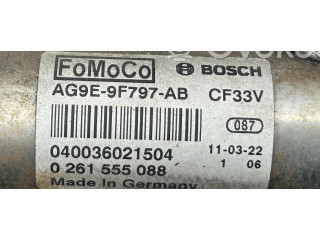 FoMoCo BOSCH
AG9E-9F797-AB CF33V
087
040036021504 11-03-22
0 261 555 088 1 06
Made in Germany